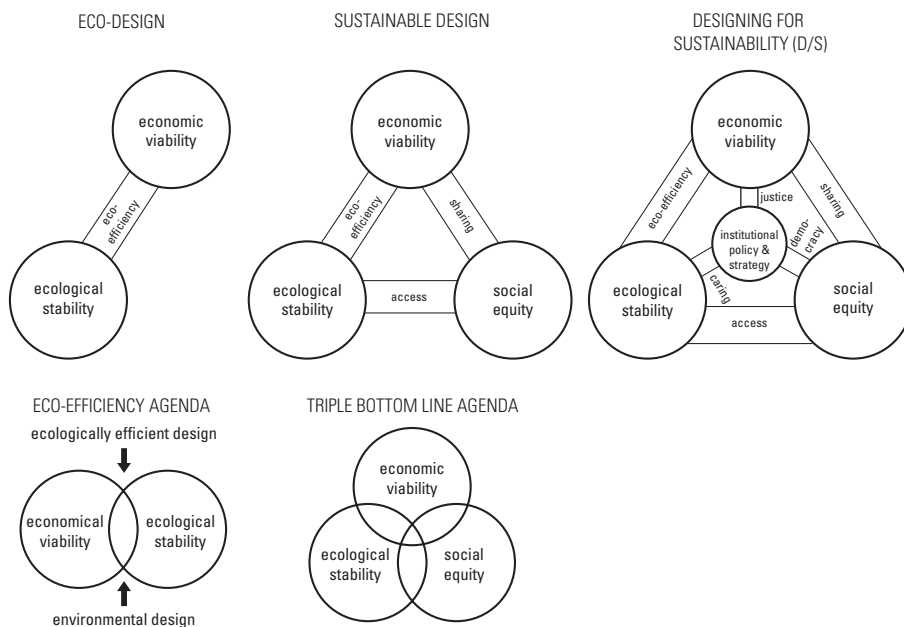 ECO-DESIGN
economic
viability
eco-
efficiency
ecological
stability
SUSTAINABLE DESIGN
economic
viability
eco-
efficiency
sharing
ecological
stability
access
social
equity
DESIGNING FOR
SUSTAINABILITY (D/S)
economic
viability
eco-efficiency
justice
sharing
institutional
policy &
strategy
demo-
cracy
caring
ecological
stability
access
social
equity
ECO-EFFICIENCY AGENDA
ecologically efficient design
economical
viability
ecological
stability
environmental design
TRIPLE BOTTOM LINE AGENDA
economic
viability
ecological
stability
social
equity